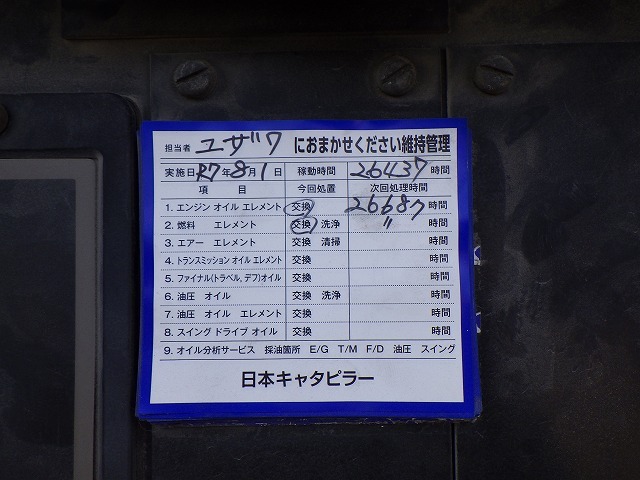 担当者 ユザワ におまかせください維持管理
実施日 R7年8月1日 稼動時間 26437 時間
項 目 今回処置 次回処理時間
1. エンジン オイル エレメント 交換 26687 時間
2. 燃料 エレメント 交換 洗浄 〃 時間
3. エアー エレメント 交換 清掃 時間
4. トランスミッション オイル エレメント 交換 時間
5. ファイナル(トラベル、デフ)オイル 交換 時間
6. 油圧 オイル 交換 洗浄 時間
7. 油圧 オイル エレメント 交換 時間
8. スイング ドライブ オイル 交換 時間
9. オイル分析サービス 採油箇所 E/G T/M F/D 油圧 スイング
日本キャタピラー